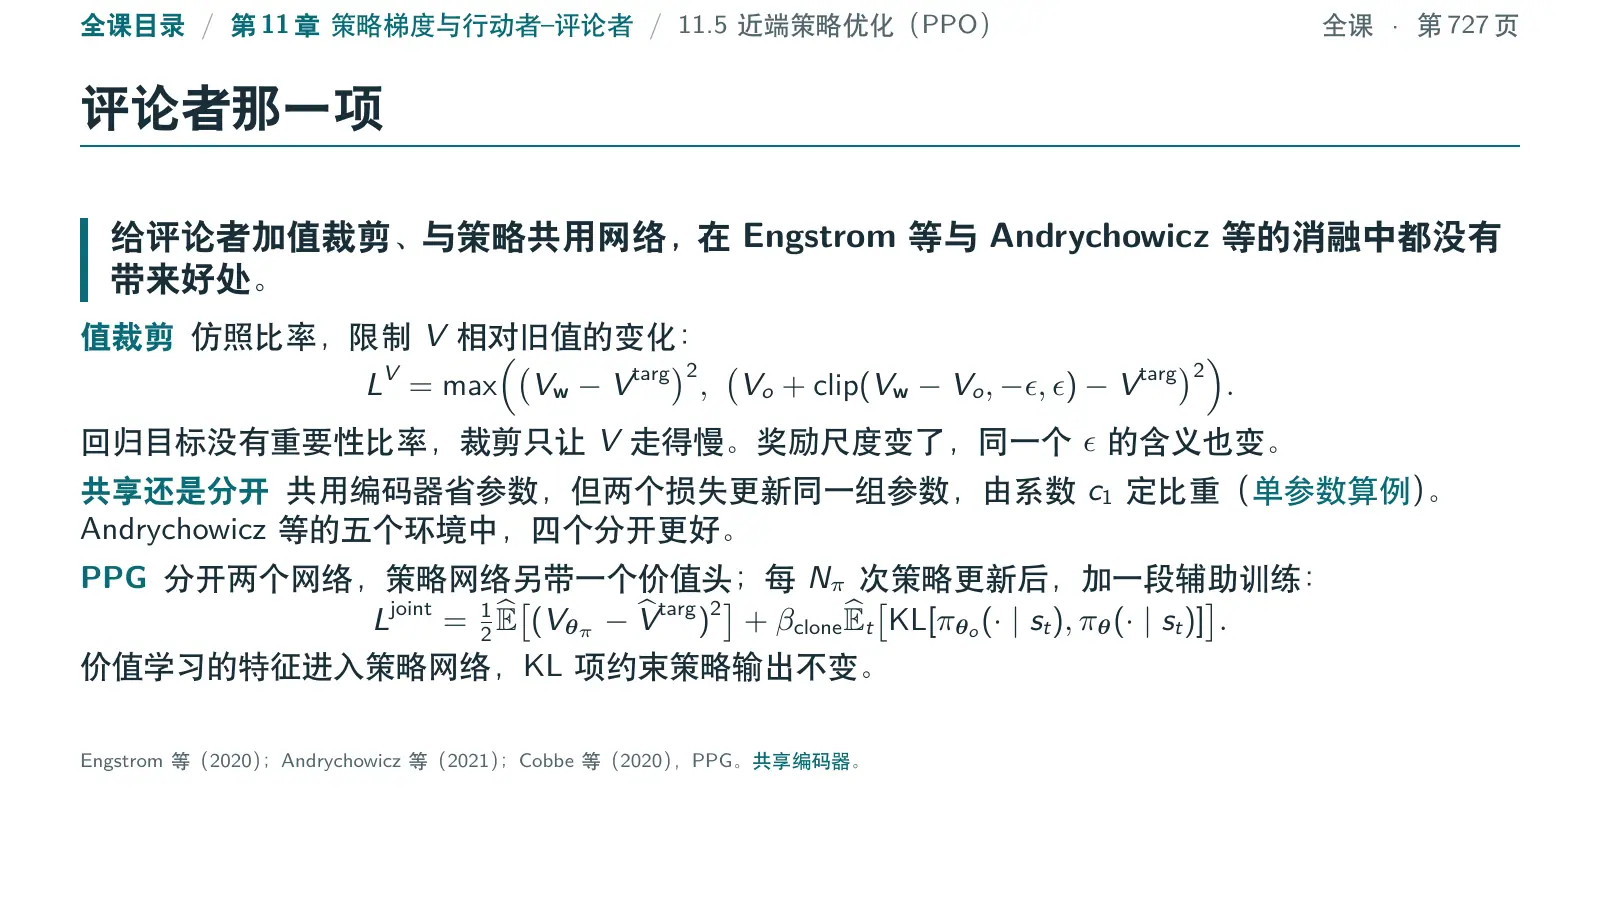 全课目录 / 第 11 章 策略梯度与行动者–评论者 / 11.5 近端策略优化（PPO） 全课 · 第 727 页
评论者那一项
给评论者加值裁剪、与策略共用网络，在 Engstrom 等与 Andrychowicz 等的消融中都没有
带来好处。
值裁剪 仿照比率，限制 V 相对旧值的变化：
L^V = max((V_w − V^targ)^2, (V_o + clip(V_w − V_o, −ϵ, ϵ) − V^targ)^2).
回归目标没有重要性比率，裁剪只让 V 走得慢。奖励尺度变了，同一个 ϵ 的含义也变。
共享还是分开 共用编码器省参数，但两个损失更新同一组参数，由系数 c_1 定比重（单参数算例）。
Andrychowicz 等的五个环境中，四个分开更好。
PPG 分开两个网络，策略网络另带一个价值头；每 N_π 次策略更新后，加一段辅助训练：
L^joint = ½ Ê[(V_{θ_π} − V̂^targ)^2] + β_clone Ê_t[KL[π_{θ_o}(· | s_t), π_θ(· | s_t)]].
价值学习的特征进入策略网络，KL 项约束策略输出不变。
Engstrom 等（2020）；Andrychowicz 等（2021）；Cobbe 等（2020），PPG。共享编码器。